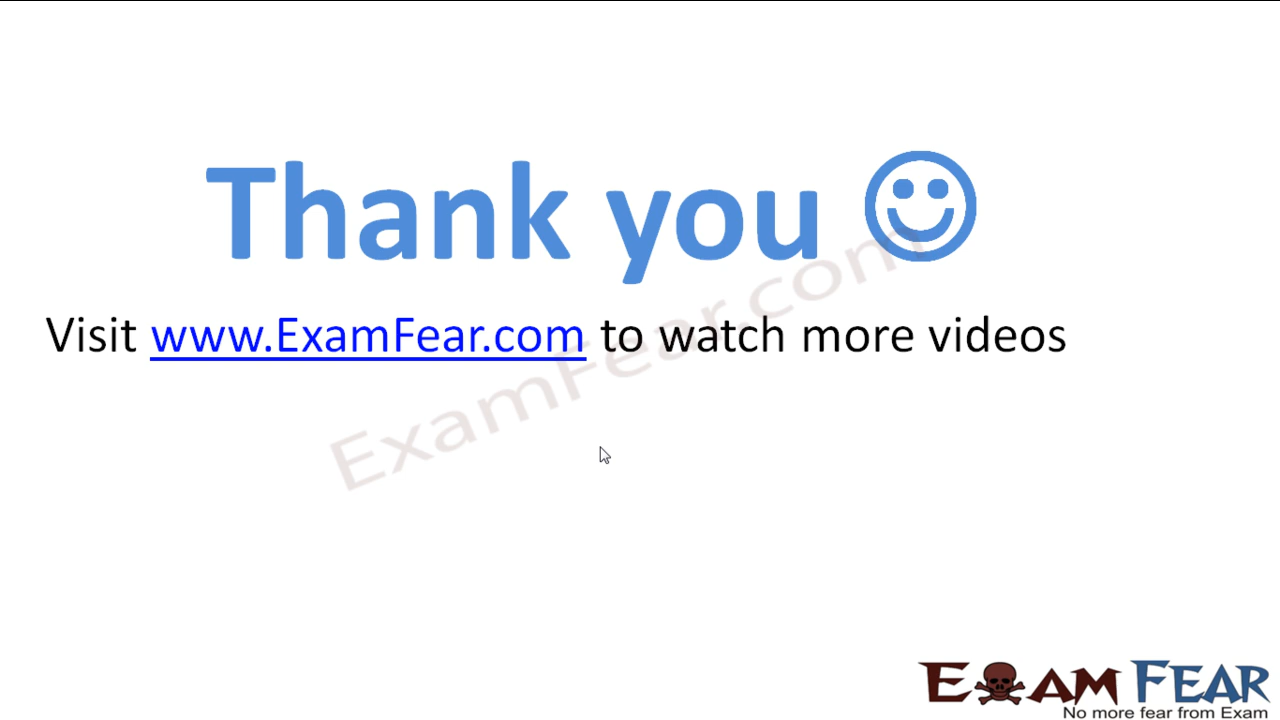 Thank you ☺
Visit www.ExamFear.com to watch more videos
ExamFear.com
EXAM FEAR
No more fear from Exam